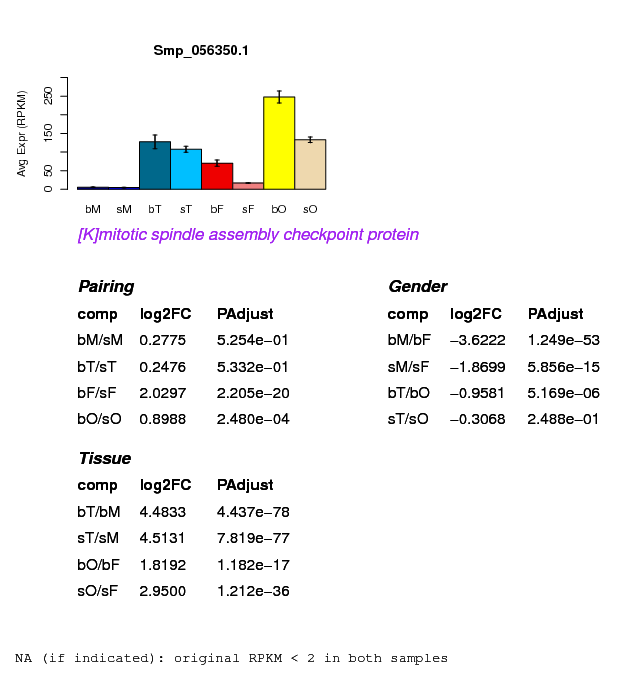 Smp_056350.1
Avg Expr (RPKM)
0 50 150 250
bM sM bT sT bF sF bO sO
[K]mitotic spindle assembly checkpoint protein
Pairing
comp log2FC PAdjust
bM/sM 0.2775 5.254e−01
bT/sT 0.2476 5.332e−01
bF/sF 2.0297 2.205e−20
bO/sO 0.8988 2.480e−04
Gender
comp log2FC PAdjust
bM/bF −3.6222 1.249e−53
sM/sF −1.8699 5.856e−15
bT/bO −0.9581 5.169e−06
sT/sO −0.3068 2.488e−01
Tissue
comp log2FC PAdjust
bT/bM 4.4833 4.437e−78
sT/sM 4.5131 7.819e−77
bO/bF 1.8192 1.182e−17
sO/sF 2.9500 1.212e−36
NA (if indicated): original RPKM < 2 in both samples